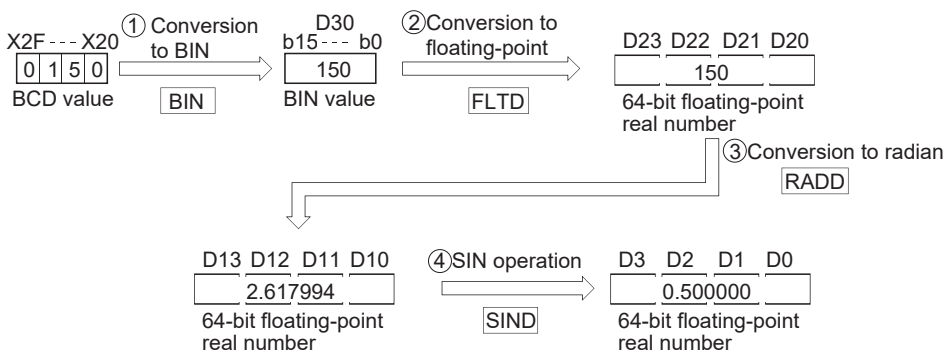 ① Conversion to BIN
X2F --- X20
0 1 5 0
BCD value
BIN
D30
b15 --- b0
150
BIN value
② Conversion to floating-point
FLTD
D23 D22 D21 D20
150
64-bit floating-point
real number
③ Conversion to radian
RADD
D13 D12 D11 D10
2.617994
64-bit floating-point
real number
④ SIN operation
SIND
D3 D2 D1 D0
0.500000
64-bit floating-point
real number